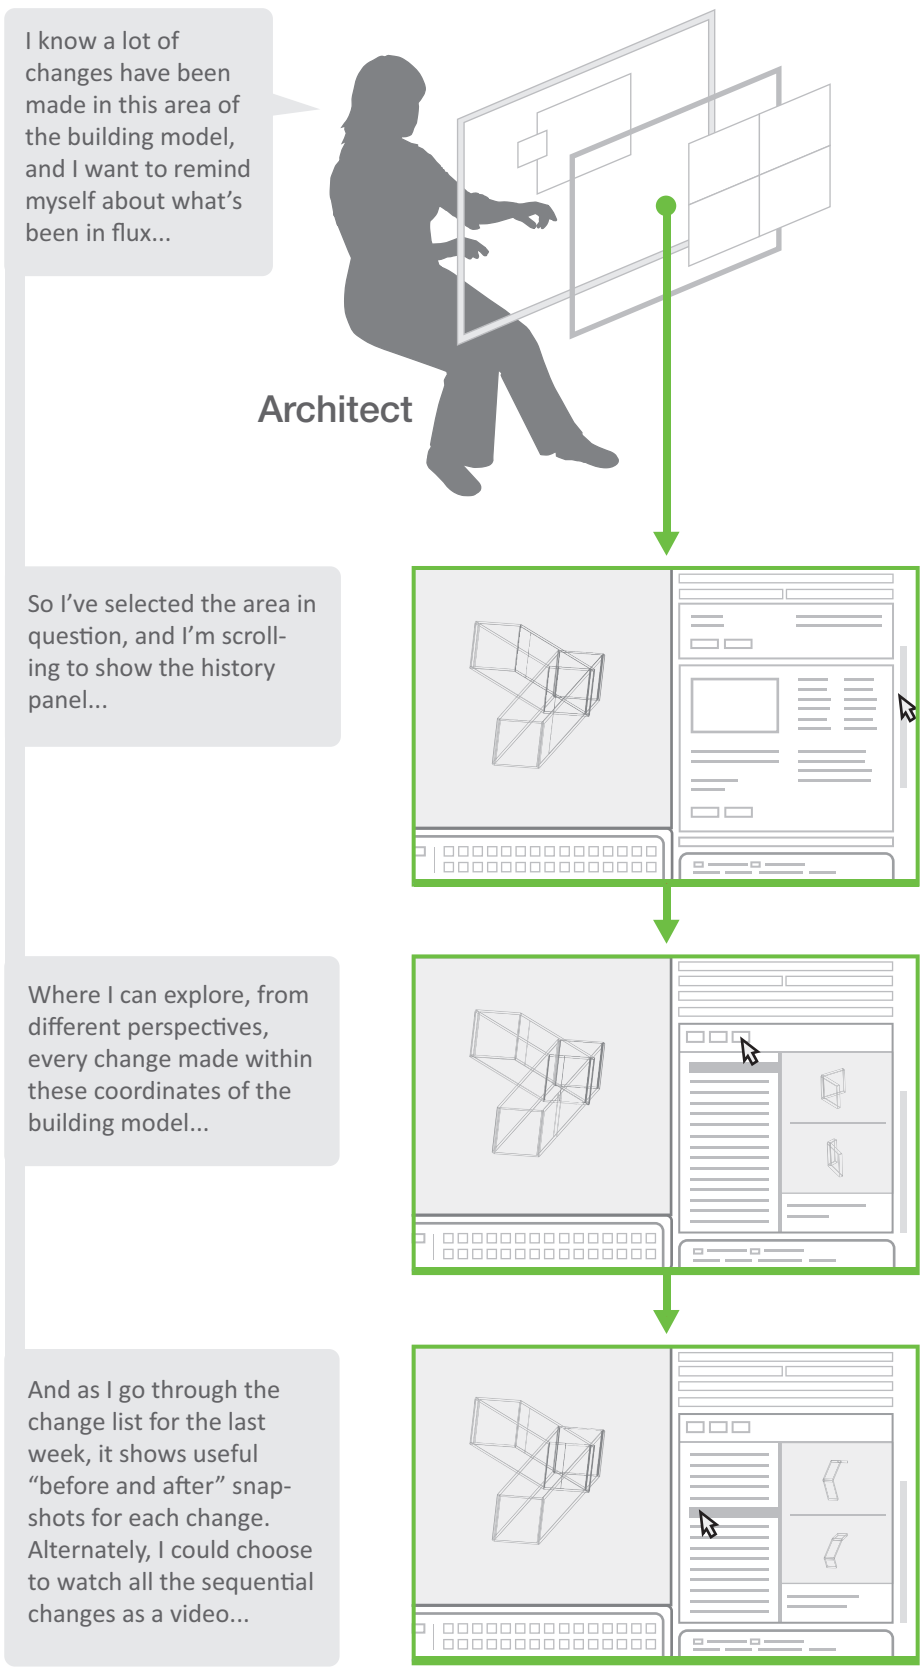 I know a lot of
changes have been
made in this area of
the building model,
and I want to remind
myself about what's
been in flux...
Architect
So I've selected the area in
question, and I'm scroll-
ing to show the history
panel...
Where I can explore, from
different perspectives,
every change made within
these coordinates of the
building model...
And as I go through the
change list for the last
week, it shows useful
“before and after” snap-
shots for each change.
Alternately, I could choose
to watch all the sequential
changes as a video...